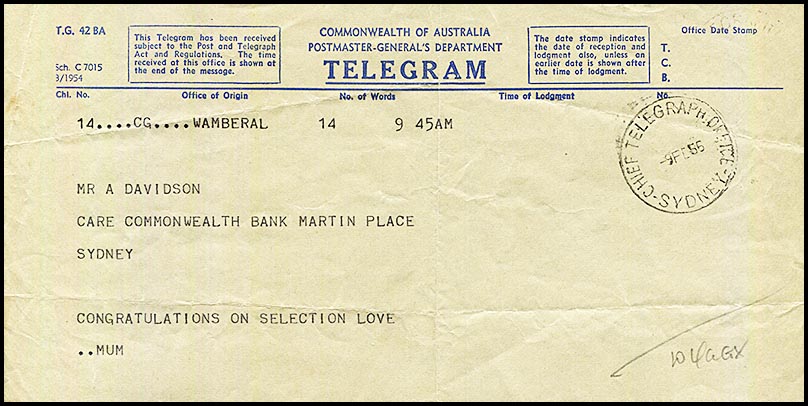 T.G. 42 BA
Sch. C 7015
3/1954
This Telegram has been received
subject to the Post and Telegraph
Act and Regulations. The time
received at this office is shown at
the end of the message.
COMMONWEALTH OF AUSTRALIA
POSTMASTER-GENERAL'S DEPARTMENT
TELEGRAM
The date stamp indicates
the date of reception and
lodgment also, unless an
earlier date is shown after
the time of lodgment.
Office Date Stamp
T.
C.
B.
Chl. No. Office of Origin No. of Words Time of Lodgment No.
14....CG....WAMBERAL 14 9 45AM
CHIEF TELEGRAPH OFFICE
-9FE56
SYDNEY
MR A DAVIDSON
CARE COMMONWEALTH BANK MARTIN PLACE
SYDNEY
CONGRATULATIONS ON SELECTION LOVE
..MUM